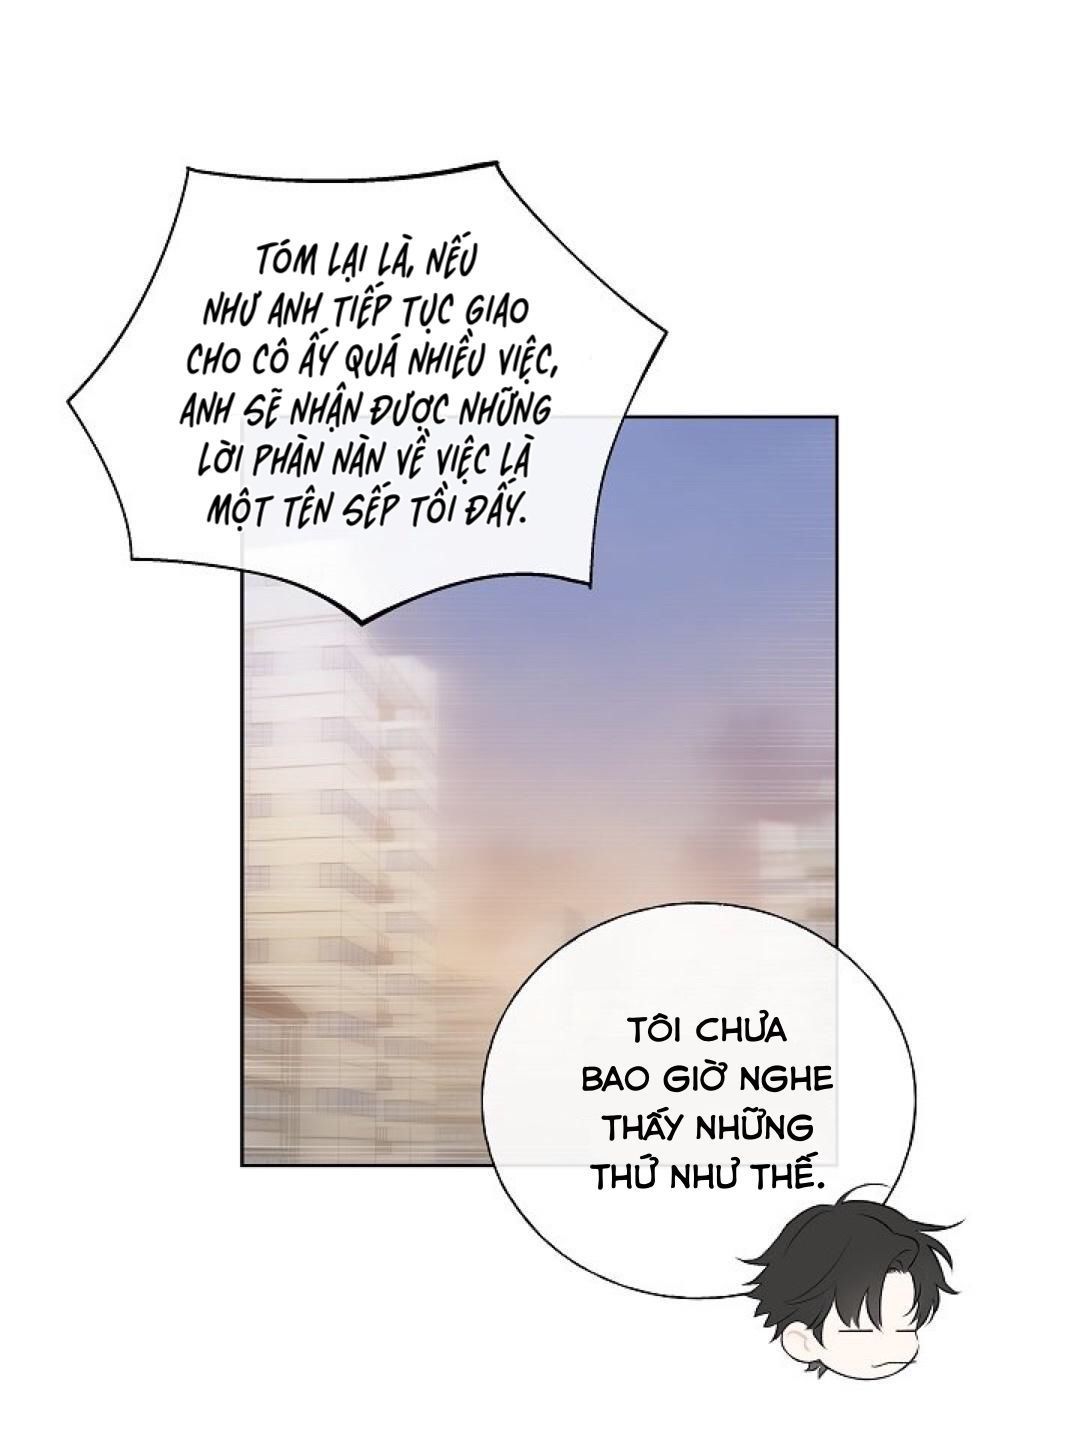 TÓM LẠI LÀ, NẾU
NHƯ ANH TIẾP TỤC GIAO
CHO CÔ ẤY QUÁ NHIỀU VIỆC,
ANH SẼ NHẬN ĐƯỢC NHỮNG
LỜI PHÀN NÀN VỀ VIỆC LÀ
MỘT TÊN SẾP TỒI ĐẤY.
TÔI CHƯA
BAO GIỜ NGHE
THẤY NHỮNG
THỨ NHƯ THẾ.